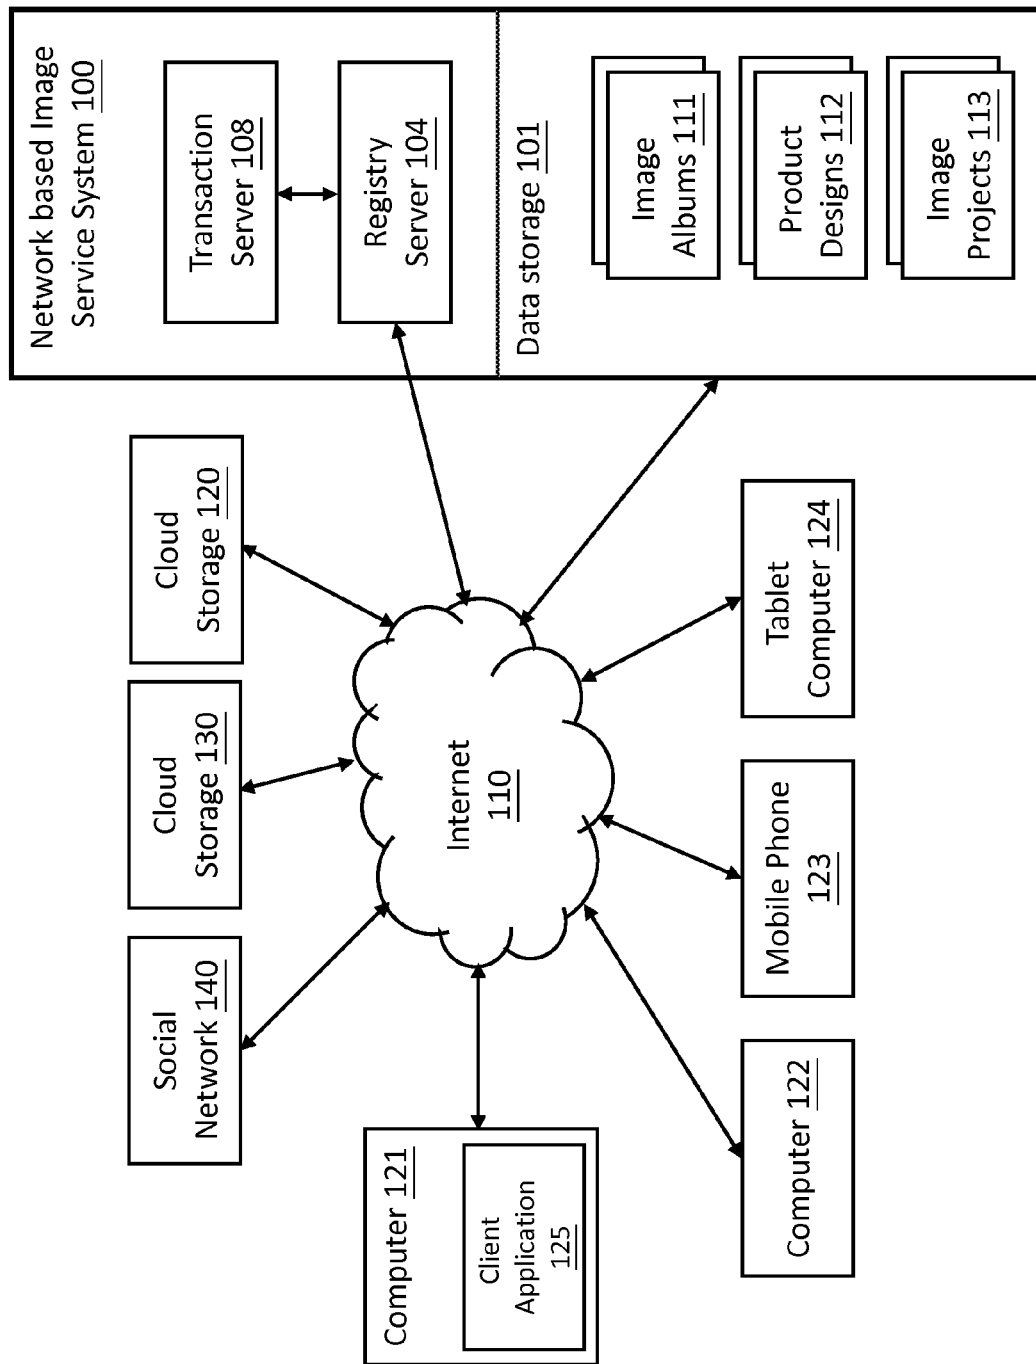 Network based Image
Service System 100
Transaction
Server 108
Registry
Server 104
Data storage 101
Image
Albums 111
Product
Designs 112
Image
Projects 113
Social
Network 140
Cloud
Storage 130
Cloud
Storage 120
Internet
110
Computer 121
Client
Application
125
Computer 122
Mobile Phone
123
Tablet
Computer 124